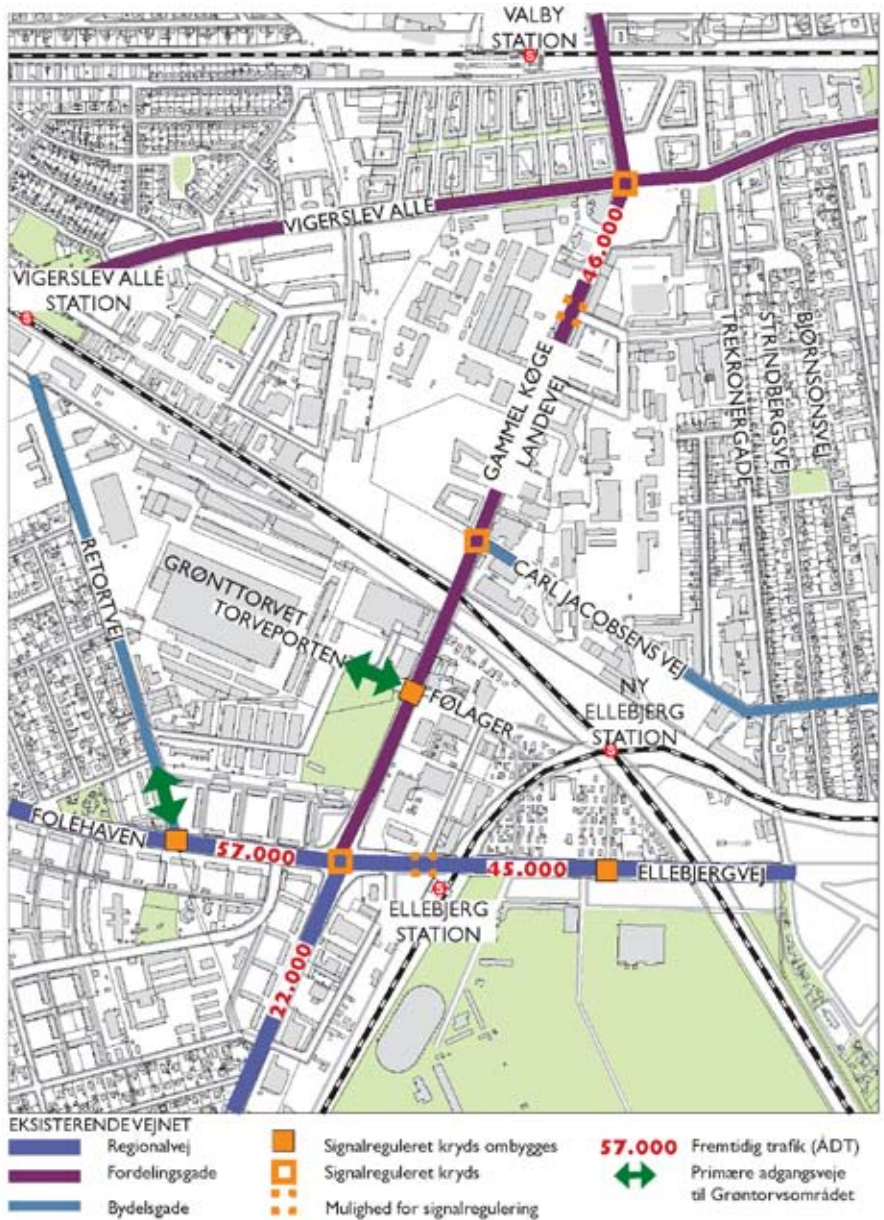 VALBY
STATION
VIGERSLEV ALLÉ
46.000
VIGERSLEV ALLÉ
STATION
GAMMEL KØGE
LANDEVEJ
TREKRONERGADE
STRINDBERGSVEJ
BJØRNSONSVEJ
RETORTVEJ
GRØNTTORVET
TORVEPORTEN
CARL JACOBSENS VEJ
FØLAGER
NY
ELLEBJERG
STATION
FOLEHAVEN
57.000
45.000
ELLEBJERGVEJ
ELLEBJERG
STATION
22.000
EKSISTERENDE VEJNET
Regionalvej
Fordelingsgade
Bydelsgade
Signalreguleret kryds ombygges
Signalreguleret kryds
Mulighed for signalregulering
57.000 Fremtidig trafik (ÅDT)
Primære adgangsveje
til Grøntorvsområdet